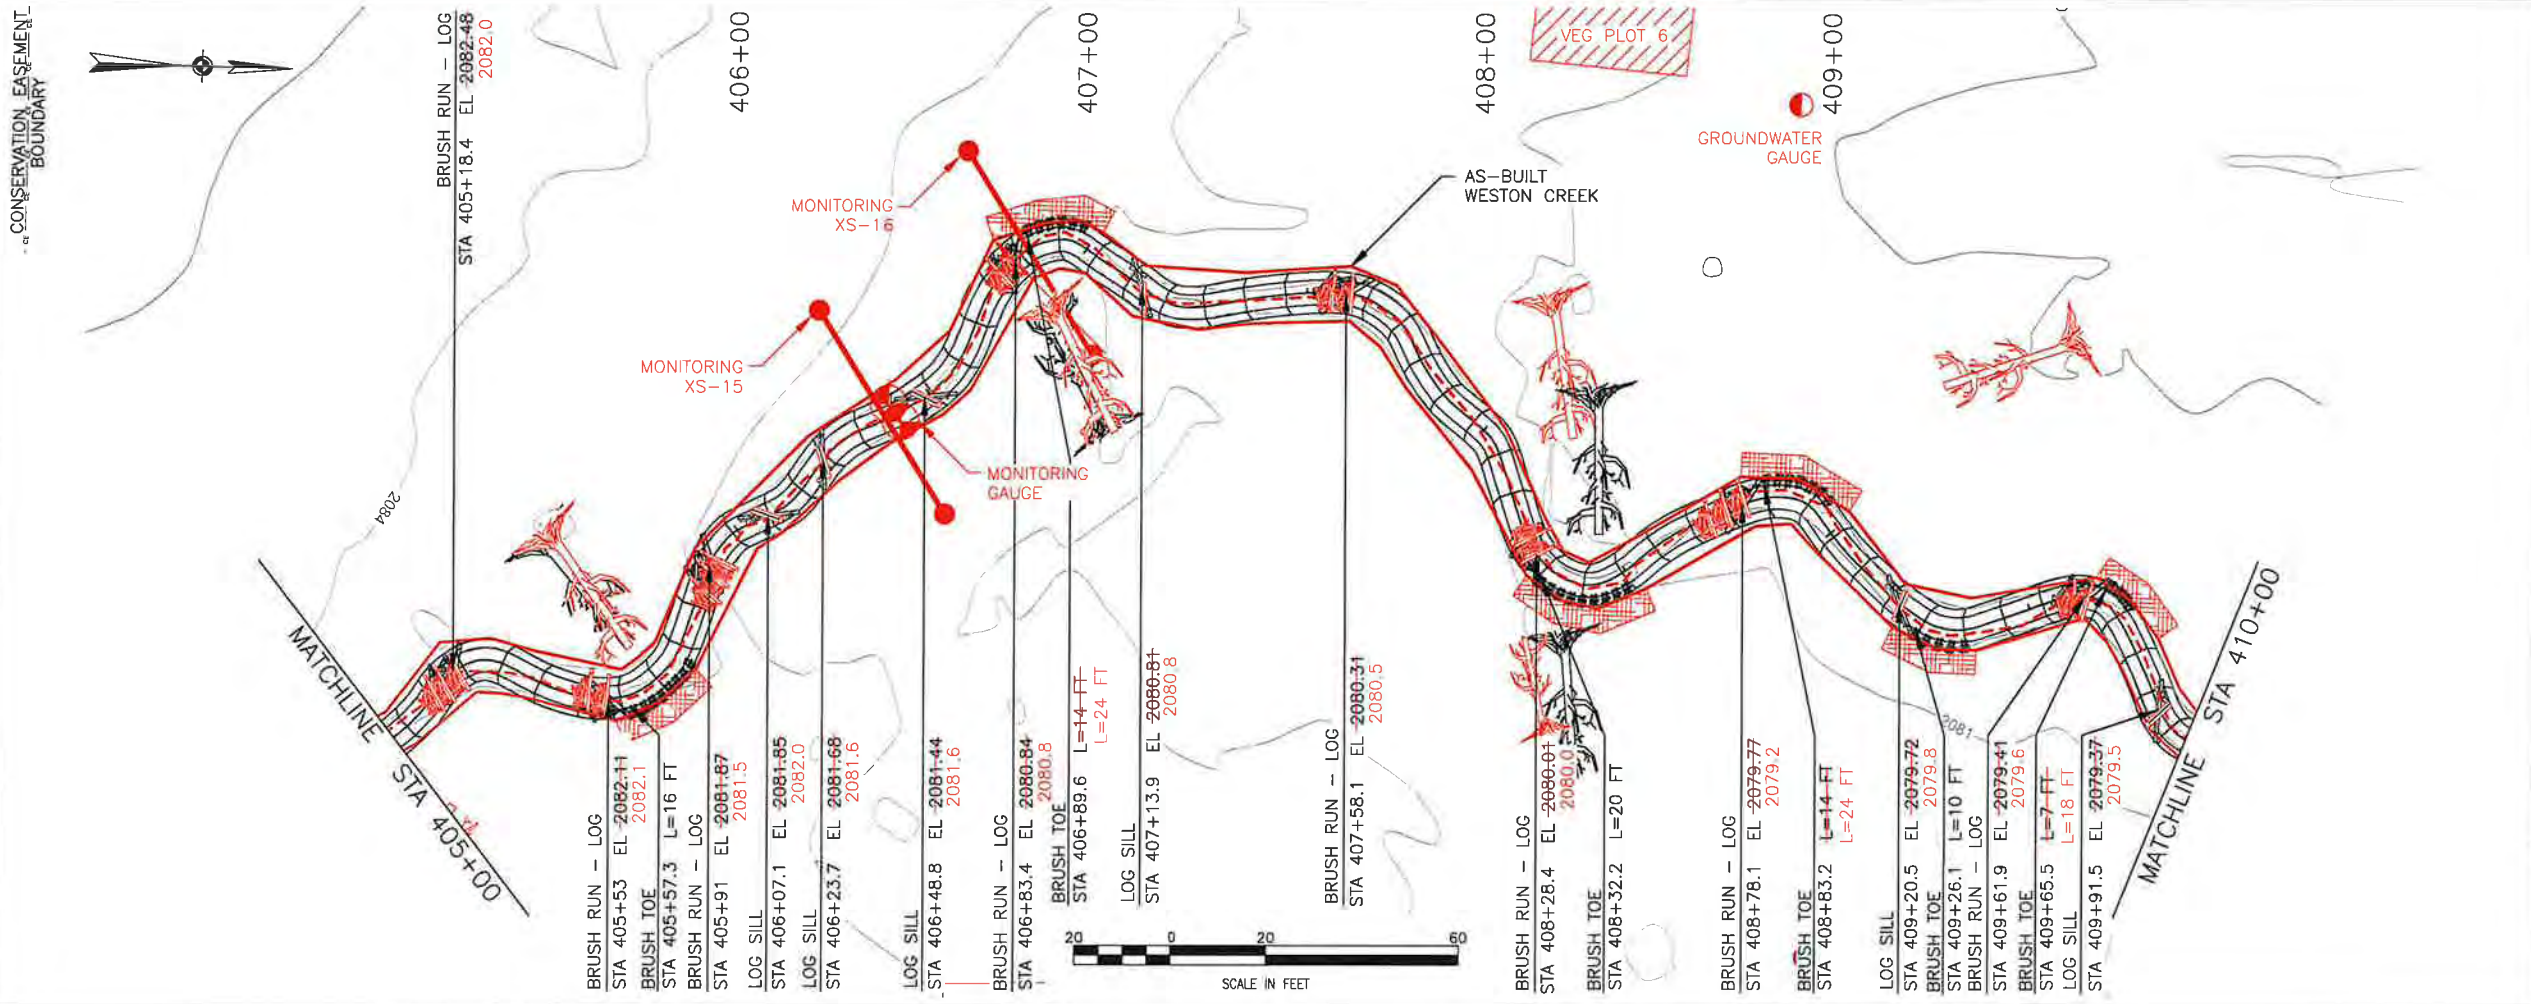 CONSERVATION EASEMENT
BOUNDARY
BRUSH RUN - LOG
STA 405+18.4 EL 2082.48
2082.0
406+00
407+00
408+00
409+00
VEG PLOT 6
GROUNDWATER
GAUGE
AS-BUILT
WESTON CREEK
MONITORING
XS-16
MONITORING
XS-15
MONITORING
GAUGE
2084
MATCHLINE
STA 405+00
BRUSH RUN - LOG
STA 405+53 EL 2082.11
2082.1
BRUSH TOE
STA 405+57.3 L=16 FT
BRUSH RUN - LOG
STA 405+91 EL 2081.87
2081.5
LOG SILL
STA 406+07.1 EL 2081.85
2082.0
LOG SILL
STA 406+23.7 EL 2081.68
2081.6
LOG SILL
STA 406+48.8 EL 2081.44
2081.6
BRUSH RUN - LOG
STA 406+83.4 EL 2080.84
2080.8
BRUSH TOE
STA 406+89.6 L=14 FT
L=24 FT
LOG SILL
STA 407+13.9 EL 2080.81
2080.8
BRUSH RUN - LOG
STA 407+58.1 EL 2080.31
2080.5
BRUSH RUN - LOG
STA 408+28.4 EL 2080.01
2080.0
BRUSH TOE
STA 408+32.2 L=20 FT
BRUSH RUN - LOG
STA 408+78.1 EL 2079.77
2079.2
BRUSH TOE
STA 408+83.2 L=14 FT
L=24 FT
LOG SILL
STA 409+20.5 EL 2079.72
2079.8
BRUSH TOE
STA 409+26.1 L=10 FT
BRUSH RUN - LOG
STA 409+61.9 EL 2079.41
2079.6
BRUSH TOE
STA 409+65.5 L=7 FT
L=18 FT
LOG SILL
STA 409+91.5 EL 2079.37
2079.5
2081
MATCHLINE
STA 410+00
20 0 20 60
SCALE IN FEET